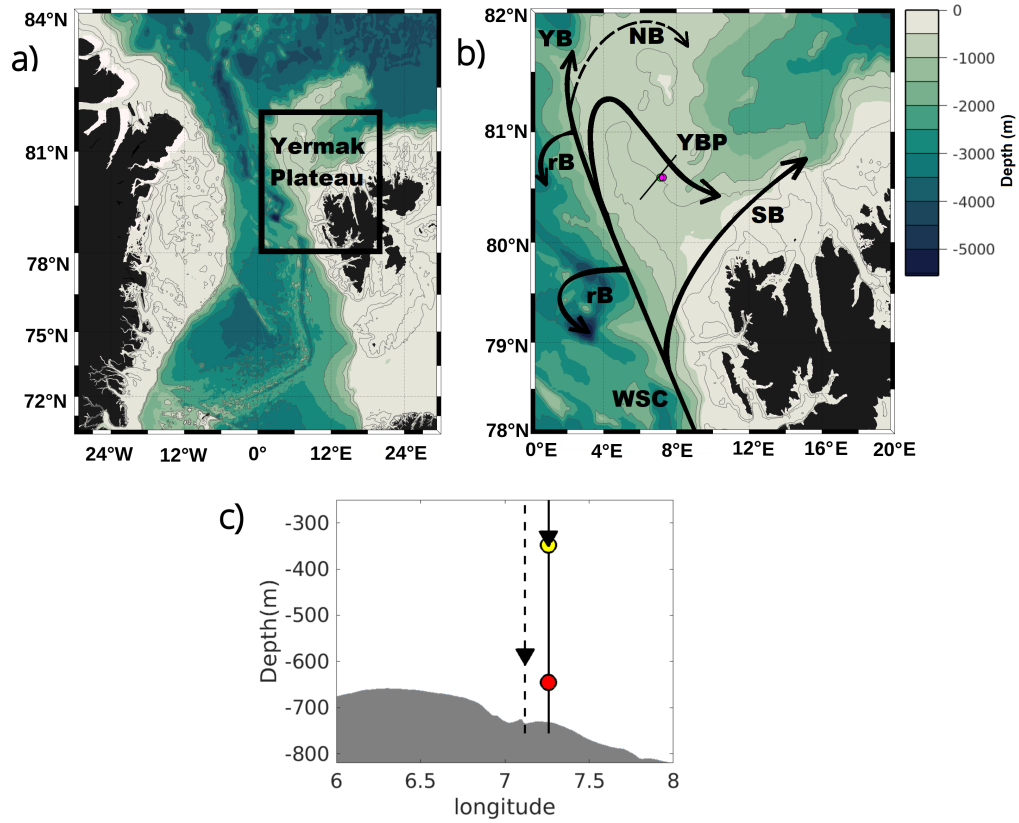 a)
84°N
81°N
78°N
75°N
72°N
24°W
12°W
0°
12°E
24°E
Yermak
Plateau
b)
82°N
81°N
80°N
79°N
78°N
0°E
4°E
8°E
12°E
16°E
20°E
YB
NB
YBP
rB
SB
rB
WSC
0
-1000
-2000
-3000
-4000
-5000
Depth (m)
c)
-300
-400
-500
-600
-700
-800
Depth(m)
6
6.5
7
7.5
8
longitude